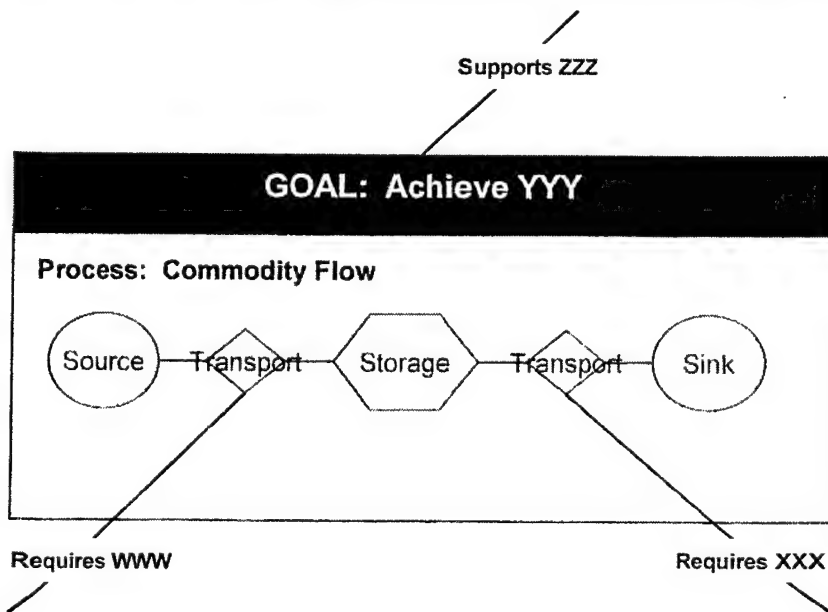 Supports ZZZ
GOAL: Achieve YYY
Process: Commodity Flow
Source Transport Storage Transport Sink
Requires WWW Requires XXX